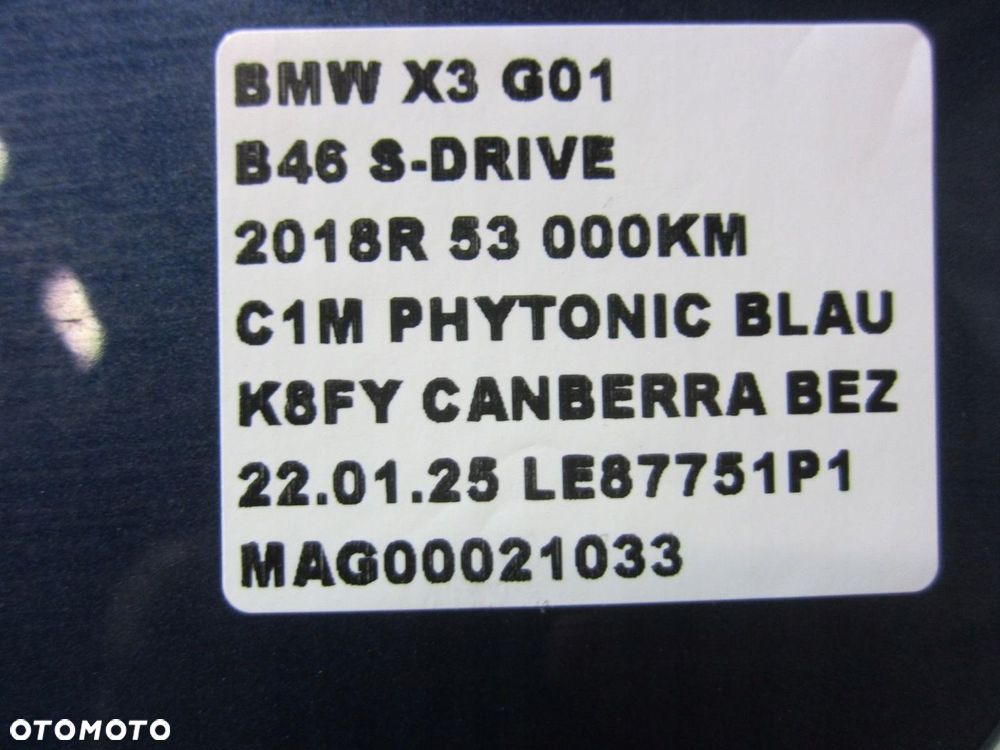 BMW X3 G01
B46 S-DRIVE
2018R 53 000KM
C1M PHYTONIC BLAU
K8FY CANBERRA BEZ
22.01.25 LE87751P1
MAG00021033
OTOMOTO